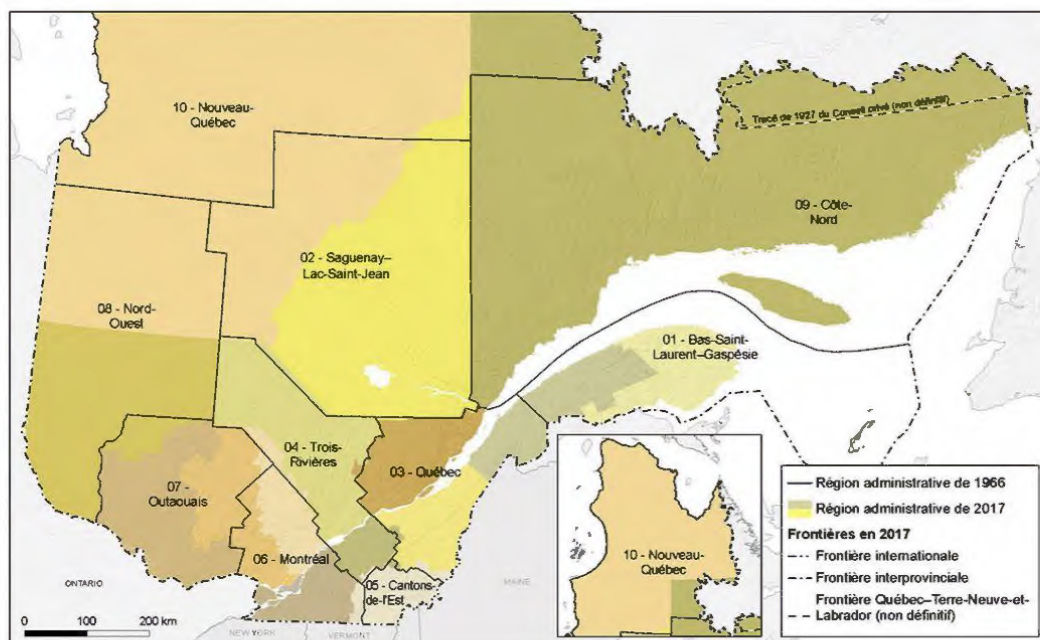 10 - Nouveau-
Québec
Tracé de 1927 du Conseil privé (non définitif)
09 - Côte-
Nord
02 - Saguenay–
Lac-Saint-Jean
08 - Nord-
Ouest
01 - Bas-Saint-
Laurent–Gaspésie
04 - Trois-
Rivières
03 - Québec
07 -
Outaouais
06 - Montréal
05 - Cantons-
de-l'Est
ONTARIO
MAINE
NEW YORK
VERMONT
0 100 200 km
10 - Nouveau-
Québec
Région administrative de 1966
Région administrative de 2017
Frontières en 2017
Frontière internationale
Frontière interprovinciale
Frontière Québec–Terre-Neuve-et-
Labrador (non définitif)